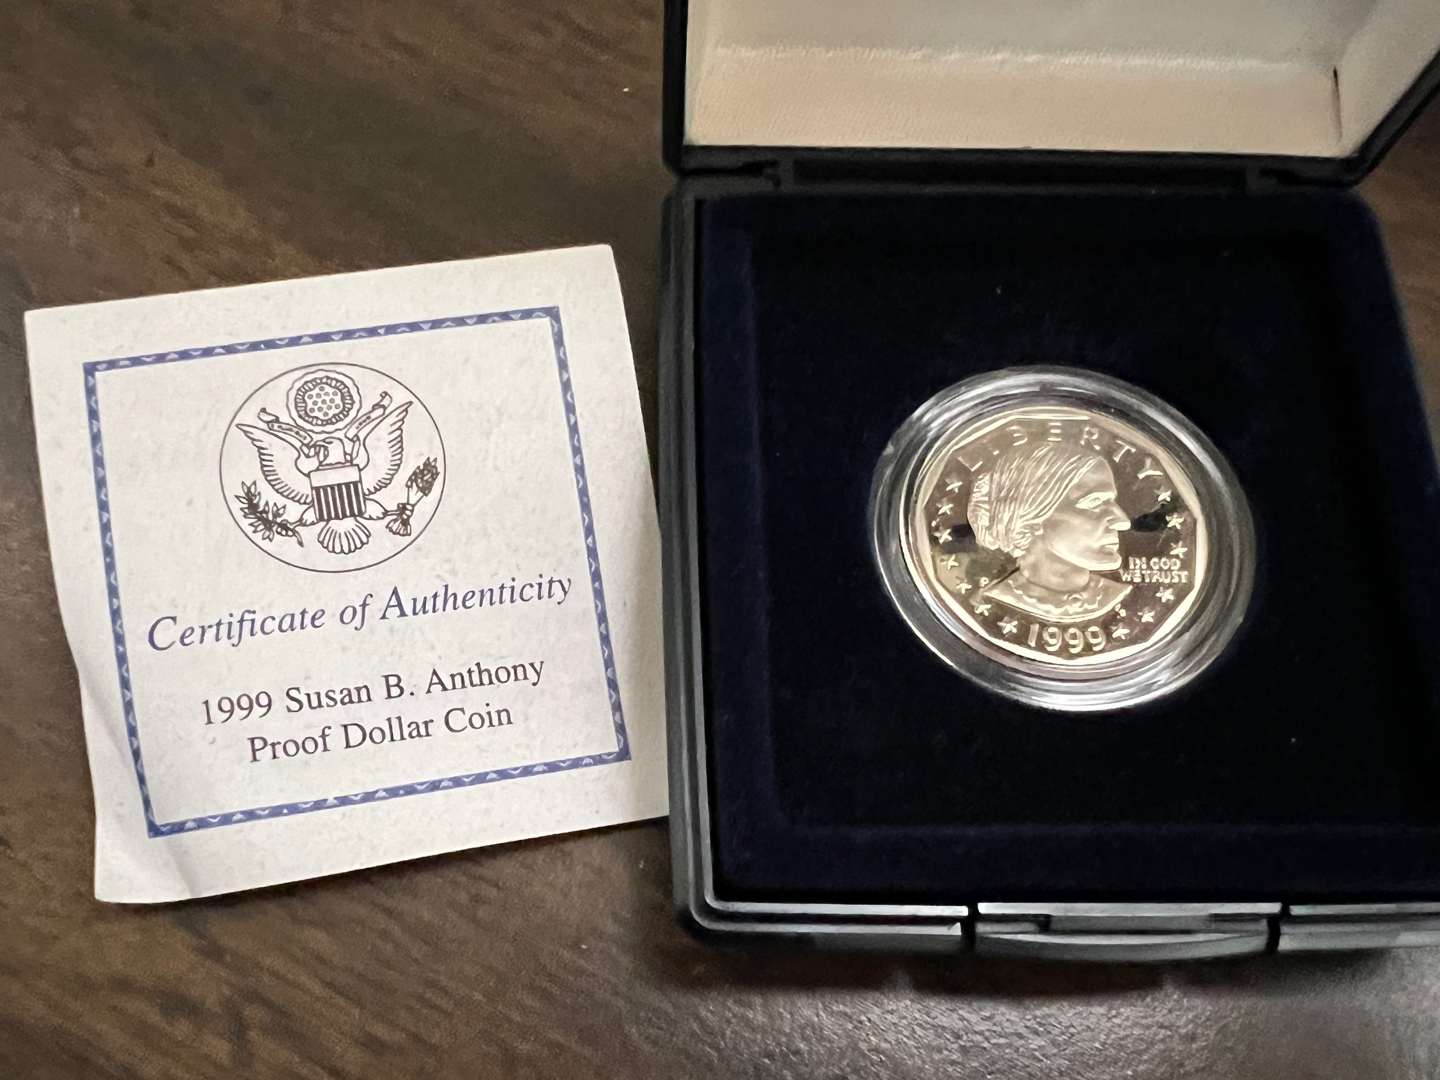 Certificate of Authenticity
1999 Susan B. Anthony
Proof Dollar Coin
LIBERTY
IN GOD
WE TRUST
P
1999